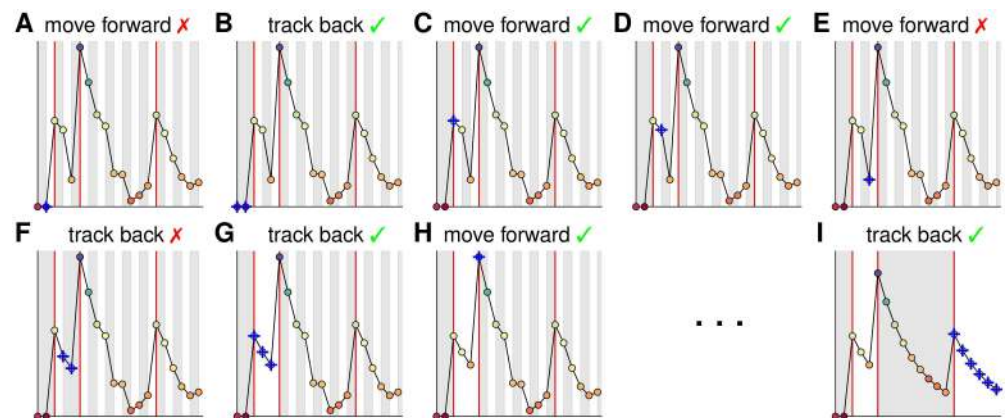 A move forward ✗
B track back ✓
C move forward ✓
D move forward ✓
E move forward ✗
F track back ✗
G track back ✓
H move forward ✓
. . .
I track back ✓